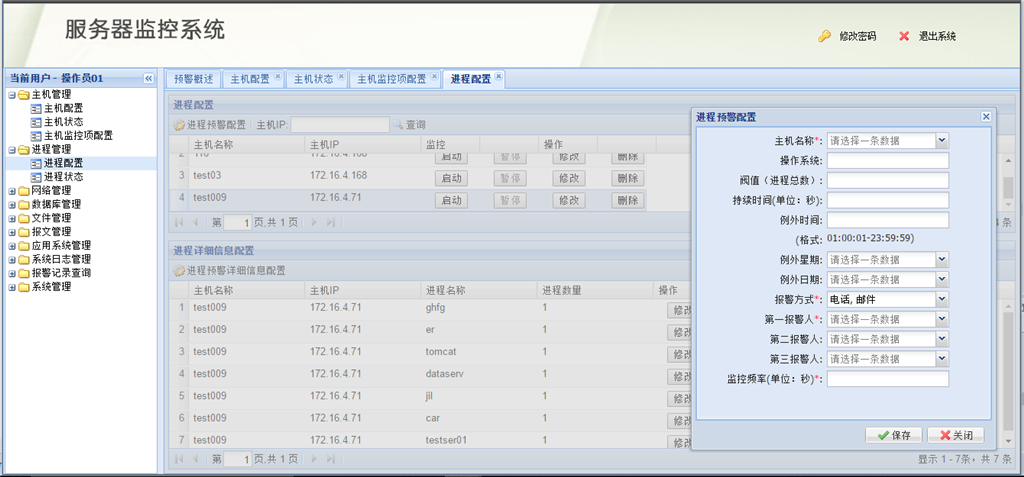 服务器监控系统
修改密码 退出系统
当前用户 - 操作员01
预警概述 主机配置 主机状态 主机监控项配置 进程配置
主机管理
主机配置
主机状态
主机监控项配置
进程管理
进程配置
进程状态
网络管理
数据库管理
文件管理
报文管理
应用系统管理
系统日志管理
报警记录查询
系统管理
进程配置
进程预警配置 主机IP: 查询
主机名称 主机IP 监控 操作
2 110 172.16.4.168 启动 暂停 修改 删除
3 test03 172.16.4.168 启动 暂停 修改 删除
4 test009 172.16.4.71 启动 暂停 修改 删除
第 1 页,共 1 页 条
进程详细信息配置
进程预警详细信息配置
主机名称 主机IP 进程名称 进程数量 操作
1 test009 172.16.4.71 ghfg 1 修改
2 test009 172.16.4.71 er 1 修改
3 test009 172.16.4.71 tomcat 1 修改
4 test009 172.16.4.71 dataserv 1 修改
5 test009 172.16.4.71 jil 1 修改
6 test009 172.16.4.71 car 1 修改
7 test009 172.16.4.71 testser01 1 修改
第 1 页,共 1 页 显示 1 - 7条，共 7 条
进程预警配置
主机名称*: 请选择一条数据
操作系统:
阀值（进程总数）:
持续时间(单位：秒):
例外时间:
(格式: 01:00:01-23:59:59)
例外星期: 请选择一条数据
例外日期: 请选择一条数据
报警方式*: 电话, 邮件
第一报警人*: 请选择一条数据
第二报警人: 请选择一条数据
第三报警人: 请选择一条数据
监控频率(单位：秒)*:
保存 关闭